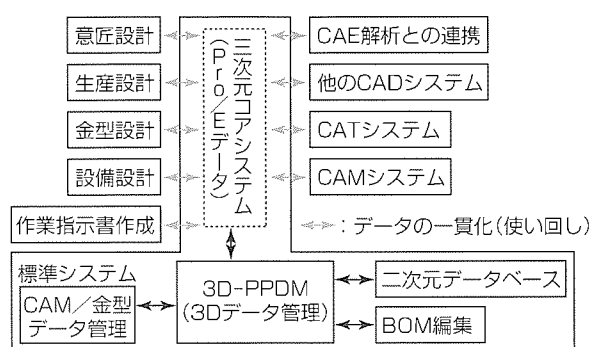 意匠設計
生産設計
金型設計
設備設計
作業指示書作成
三次元コアシステム
(Pro/Eデータ)
CAE解析との連携
他のCADシステム
CATシステム
CAMシステム
:データの一貫化(使い回し)
標準システム
CAM/金型
データ管理
3D-PPDM
(3Dデータ管理)
二次元データベース
BOM編集